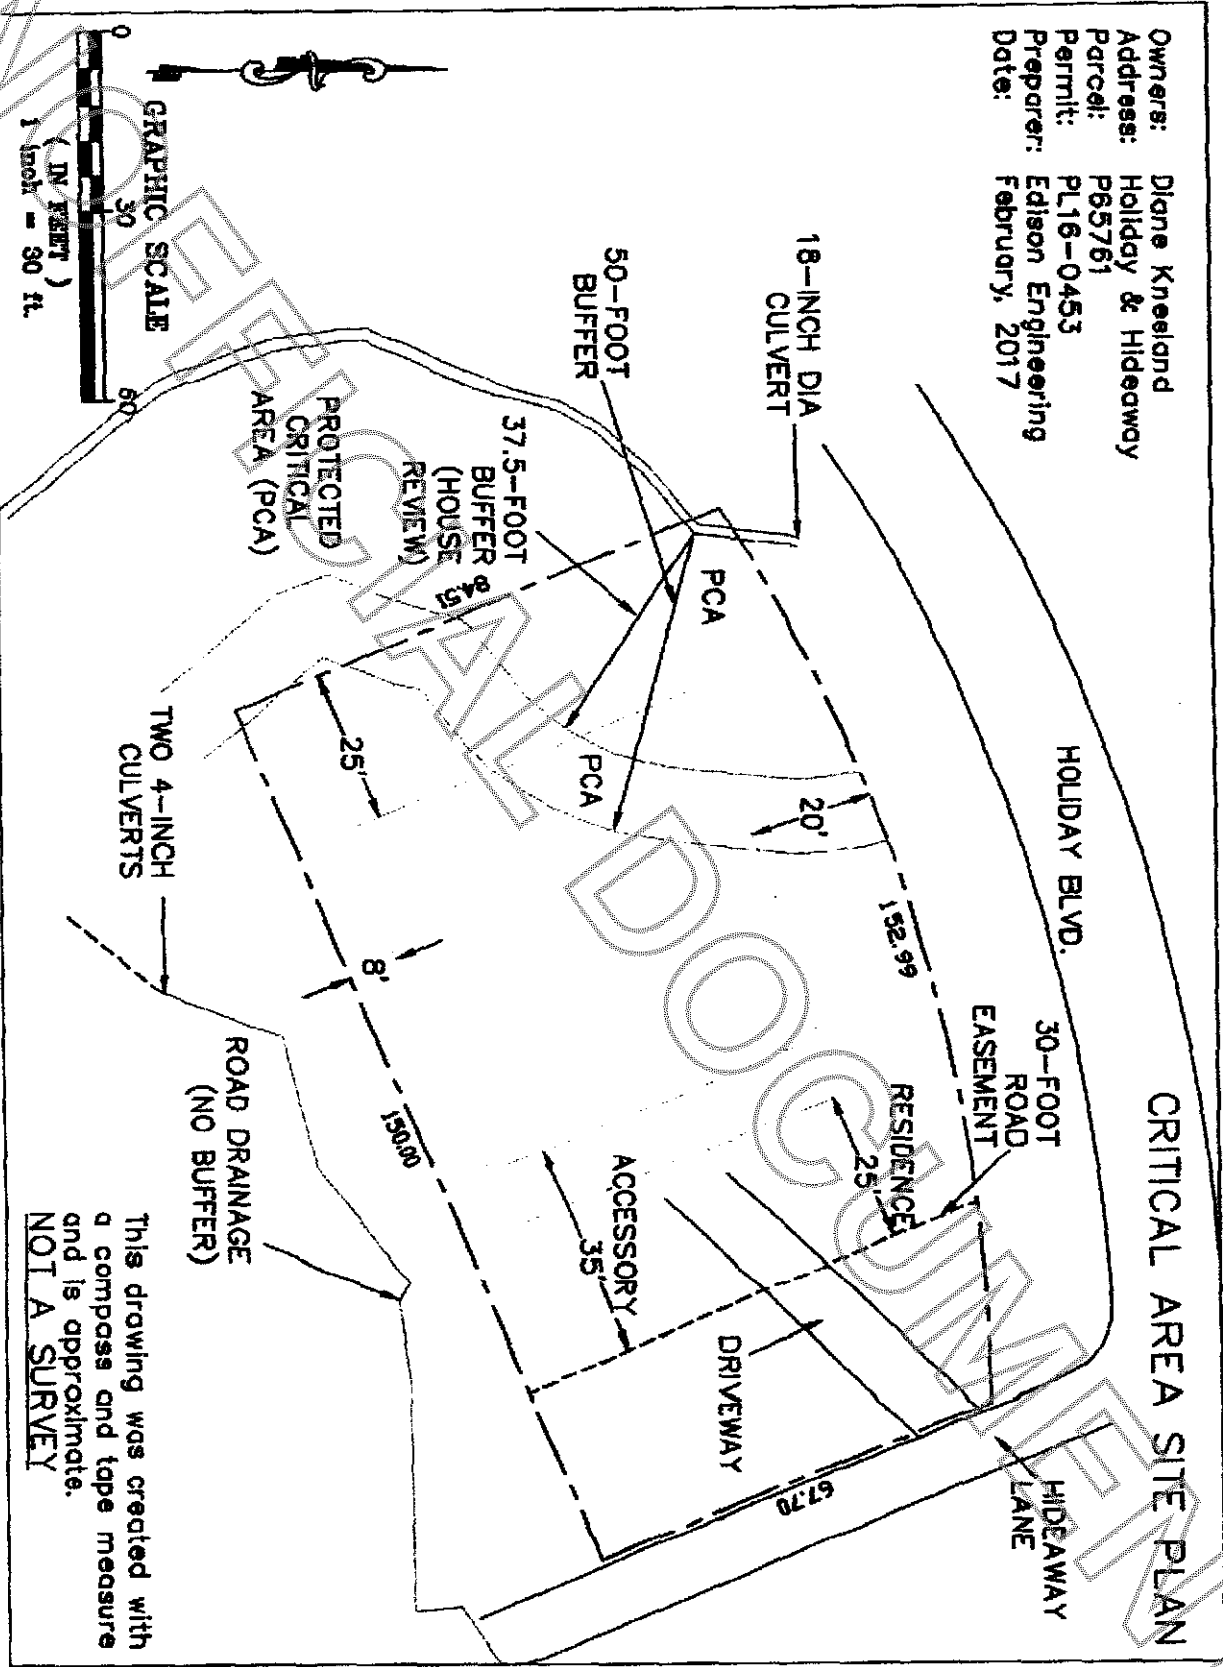 CRITICAL AREA SITE PLAN
Owners: Diane Kneeland
Address: Holiday & Hideaway
Parcel: P65761
Permit: PL16-0453
Preparer: Edison Engineering
Date: February, 2017
HOLIDAY BLVD.
HIDEAWAY
LANE
30-FOOT
ROAD
EASEMENT
18-INCH DIA
CULVERT
50-FOOT
BUFFER
37.5-FOOT
BUFFER
(HOUSE
REVIEW)
PROTECTED
CRITICAL
AREA (PCA)
PCA
PCA
20'
152.99
RESIDENCE
25'
ACCESSORY
35'
DRIVEWAY
67.70
84.51
25'
8'
150.00
TWO 4-INCH
CULVERTS
ROAD DRAINAGE
(NO BUFFER)
GRAPHIC SCALE
0 30 60
( IN FEET )
1 inch = 30 ft.
This drawing was created with
a compass and tape measure
and is approximate.
NOT A SURVEY
UNOFFICIAL DOCUMENT